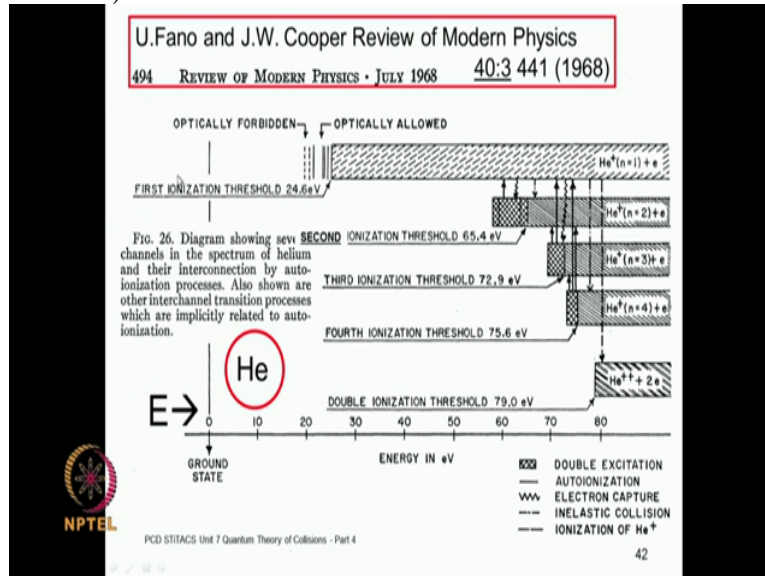 U.Fano and J.W. Cooper Review of Modern Physics
494 REVIEW OF MODERN PHYSICS • JULY 1968 40:3 441 (1968)
OPTICALLY FORBIDDEN OPTICALLY ALLOWED
He⁺(n=1)+e
FIRST IONIZATION THRESHOLD 24.6eV
He⁺(n=2)+e
FIG. 26. Diagram showing seve SECOND IONIZATION THRESHOLD 65.4 eV
channels in the spectrum of helium
and their interconnection by auto-
ionization processes. Also shown are
other interchannel transition processes
which are implicitly related to auto-
ionization.
He⁺(n=3)+e
THIRD IONIZATION THRESHOLD 72.9 eV
He⁺(n=4)+e
FOURTH IONIZATION THRESHOLD 75.6 eV
He
He⁺⁺ + 2e
DOUBLE IONIZATION THRESHOLD 79.0 eV
E→
0 10 20 30 40 50 60 70 80
GROUND
STATE
ENERGY IN eV
DOUBLE EXCITATION
AUTOIONIZATION
ELECTRON CAPTURE
INELASTIC COLLISION
IONIZATION OF He⁺
NPTEL
PCD STiTACS Unit 7 Quantum Theory of Collisions - Part 4
42